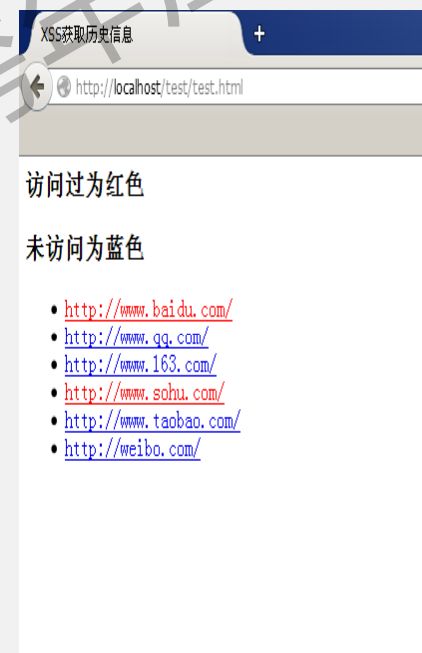 XSS获取历史信息
+
http://localhost/test/test.html
访问过为红色
未访问为蓝色
http://www.baidu.com/
http://www.qq.com/
http://www.163.com/
http://www.sohu.com/
http://www.taobao.com/
http://weibo.com/